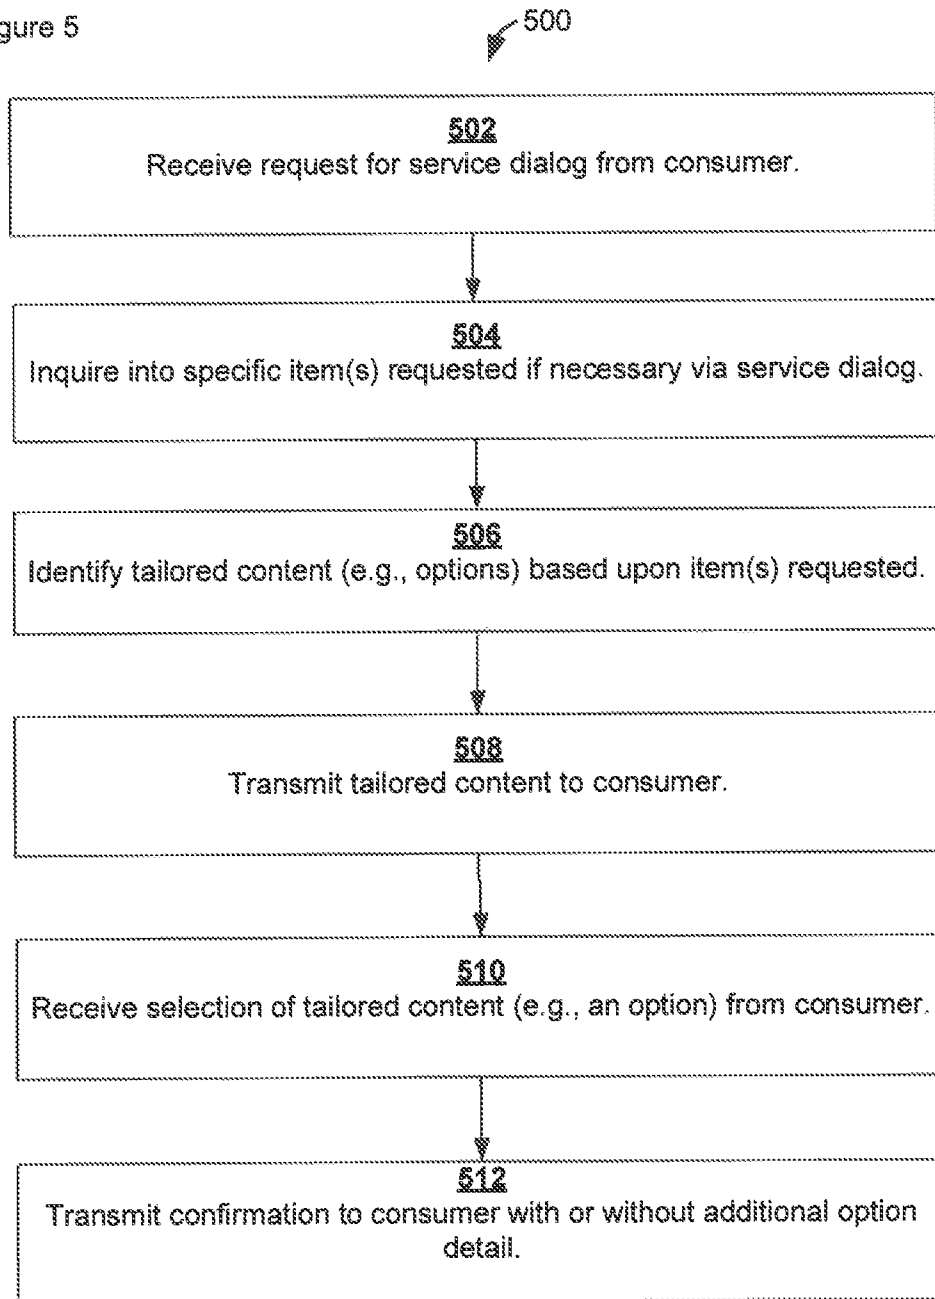 gure 5
500
502
Receive request for service dialog from consumer.
504
Inquire into specific item(s) requested if necessary via service dialog.
506
Identify tailored content (e.g., options) based upon item(s) requested.
508
Transmit tailored content to consumer.
510
Receive selection of tailored content (e.g., an option) from consumer.
512
Transmit confirmation to consumer with or without additional option
detail.